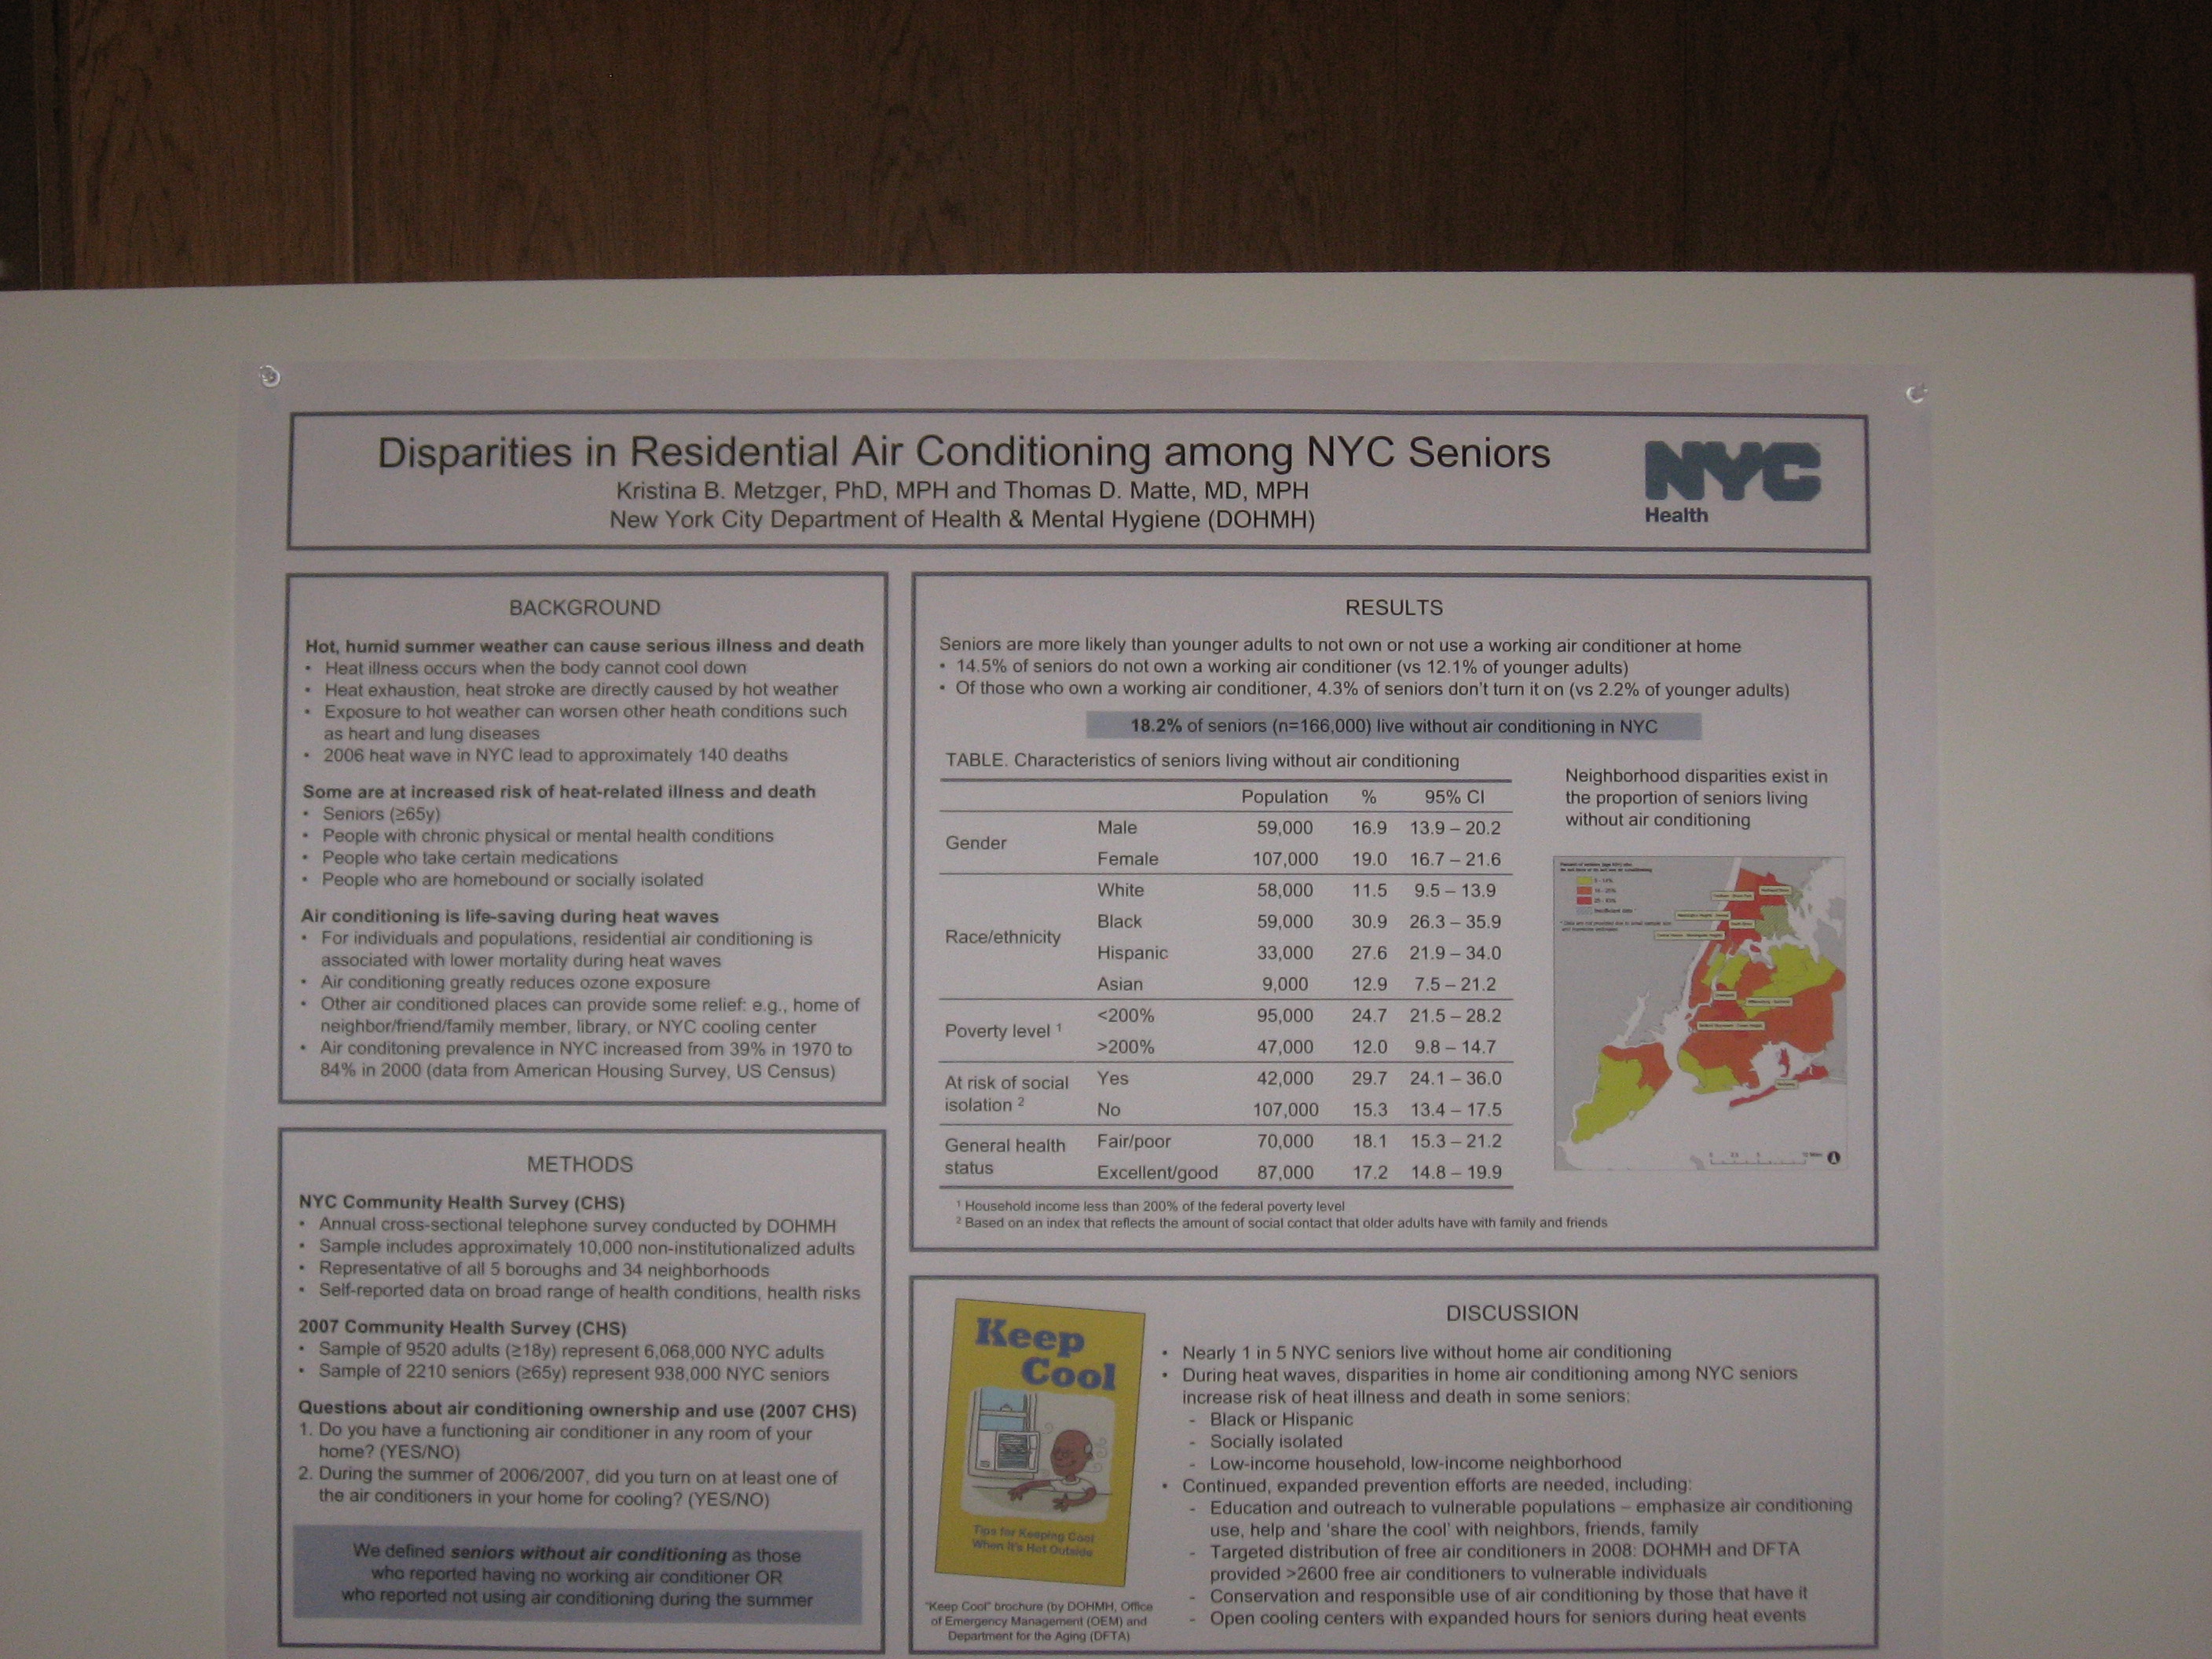 Disparities in Residential Air Conditioning among NYC Seniors
Kristina B. Metzger, PhD, MPH and Thomas D. Matte, MD, MPH
New York City Department of Health & Mental Hygiene (DOHMH)
NYC
Health
BACKGROUND
Hot, humid summer weather can cause serious illness and death
• Heat illness occurs when the body cannot cool down
• Heat exhaustion, heat stroke are directly caused by hot weather
• Exposure to hot weather can worsen other heath conditions such
as heart and lung diseases
• 2006 heat wave in NYC lead to approximately 140 deaths
Some are at increased risk of heat-related illness and death
• Seniors (≥65y)
• People with chronic physical or mental health conditions
• People who take certain medications
• People who are homebound or socially isolated
Air conditioning is life-saving during heat waves
• For individuals and populations, residential air conditioning is
associated with lower mortality during heat waves
• Air conditioning greatly reduces ozone exposure
• Other air conditioned places can provide some relief: e.g., home of
neighbor/friend/family member, library, or NYC cooling center
• Air conditoning prevalence in NYC increased from 39% in 1970 to
84% in 2000 (data from American Housing Survey, US Census)
METHODS
NYC Community Health Survey (CHS)
• Annual cross-sectional telephone survey conducted by DOHMH
• Sample includes approximately 10,000 non-institutionalized adults
• Representative of all 5 boroughs and 34 neighborhoods
• Self-reported data on broad range of health conditions, health risks
2007 Community Health Survey (CHS)
• Sample of 9520 adults (≥18y) represent 6,068,000 NYC adults
• Sample of 2210 seniors (≥65y) represent 938,000 NYC seniors
Questions about air conditioning ownership and use (2007 CHS)
1. Do you have a functioning air conditioner in any room of your
home? (YES/NO)
2. During the summer of 2006/2007, did you turn on at least one of
the air conditioners in your home for cooling? (YES/NO)
We defined seniors without air conditioning as those
who reported having no working air conditioner OR
who reported not using air conditioning during the summer
RESULTS
Seniors are more likely than younger adults to not own or not use a working air conditioner at home
• 14.5% of seniors do not own a working air conditioner (vs 12.1% of younger adults)
• Of those who own a working air conditioner, 4.3% of seniors don't turn it on (vs 2.2% of younger adults)
18.2% of seniors (n=166,000) live without air conditioning in NYC
TABLE. Characteristics of seniors living without air conditioning
Population % 95% CI
Gender Male 59,000 16.9 13.9 – 20.2
Female 107,000 19.0 16.7 – 21.6
Race/ethnicity White 58,000 11.5 9.5 – 13.9
Black 59,000 30.9 26.3 – 35.9
Hispanic 33,000 27.6 21.9 – 34.0
Asian 9,000 12.9 7.5 – 21.2
Poverty level 1 <200% 95,000 24.7 21.5 – 28.2
>200% 47,000 12.0 9.8 – 14.7
At risk of social isolation 2 Yes 42,000 29.7 24.1 – 36.0
No 107,000 15.3 13.4 – 17.5
General health status Fair/poor 70,000 18.1 15.3 – 21.2
Excellent/good 87,000 17.2 14.8 – 19.9
1 Household income less than 200% of the federal poverty level
2 Based on an index that reflects the amount of social contact that older adults have with family and friends
Neighborhood disparities exist in
the proportion of seniors living
without air conditioning
DISCUSSION
• Nearly 1 in 5 NYC seniors live without home air conditioning
• During heat waves, disparities in home air conditioning among NYC seniors
increase risk of heat illness and death in some seniors:
- Black or Hispanic
- Socially isolated
- Low-income household, low-income neighborhood
• Continued, expanded prevention efforts are needed, including:
- Education and outreach to vulnerable populations – emphasize air conditioning
use, help and 'share the cool' with neighbors, friends, family
- Targeted distribution of free air conditioners in 2008: DOHMH and DFTA
provided >2600 free air conditioners to vulnerable individuals
- Conservation and responsible use of air conditioning by those that have it
- Open cooling centers with expanded hours for seniors during heat events
Keep
Cool
Tips for Keeping Cool
When It's Hot Outside
"Keep Cool" brochure (by DOHMH, Office
of Emergency Management (OEM) and
Department for the Aging (DFTA)